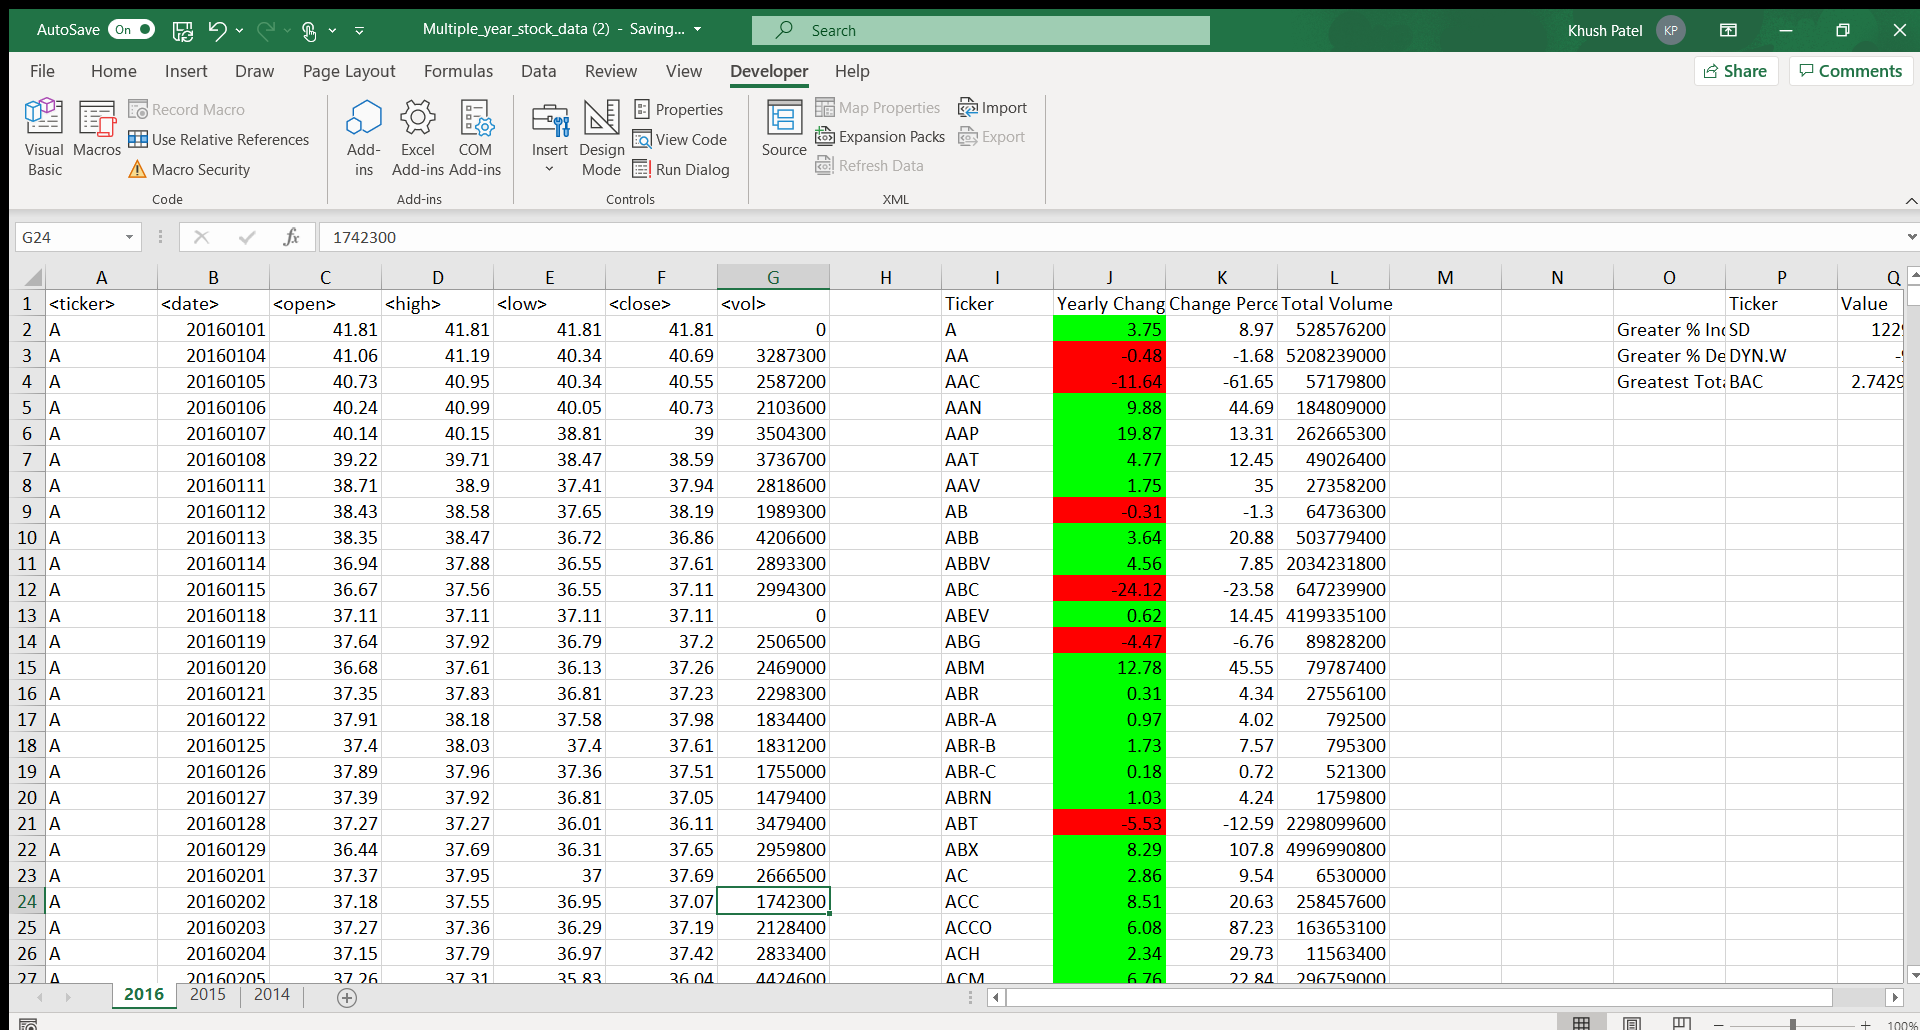 AutoSave On Multiple_year_stock_data (2) - Saving... Search Khush Patel KP
File Home Insert Draw Page Layout Formulas Data Review View Developer Help Share Comments
Visual Basic Macros Record Macro Use Relative References Macro Security
Add-ins Excel Add-ins COM Add-ins
Insert Design Mode Properties View Code Run Dialog
Source Map Properties Expansion Packs Refresh Data Import Export
Code Add-ins Controls XML
G24 fx 1742300
A B C D E F G H I J K L M N O P Q
1 <ticker> <date> <open> <high> <low> <close> <vol> Ticker Yearly Chang Change Perce Total Volume Ticker Value
2 A 20160101 41.81 41.81 41.81 41.81 0 A 3.75 8.97 528576200 Greater % Inc SD 122
3 A 20160104 41.06 41.19 40.34 40.69 3287300 AA -0.48 -1.68 5208239000 Greater % De DYN.W -
4 A 20160105 40.73 40.95 40.34 40.55 2587200 AAC -11.64 -61.65 57179800 Greatest Tota BAC 2.7429
5 A 20160106 40.24 40.99 40.05 40.73 2103600 AAN 9.88 44.69 184809000
6 A 20160107 40.14 40.15 38.81 39 3504300 AAP 19.87 13.31 262665300
7 A 20160108 39.22 39.71 38.47 38.59 3736700 AAT 4.77 12.45 49026400
8 A 20160111 38.71 38.9 37.41 37.94 2818600 AAV 1.75 35 27358200
9 A 20160112 38.43 38.58 37.65 38.19 1989300 AB -0.31 -1.3 64736300
10 A 20160113 38.35 38.47 36.72 36.86 4206600 ABB 3.64 20.88 503779400
11 A 20160114 36.94 37.88 36.55 37.61 2893300 ABBV 4.56 7.85 2034231800
12 A 20160115 36.67 37.56 36.55 37.11 2994300 ABC -24.12 -23.58 647239900
13 A 20160118 37.11 37.11 37.11 37.11 0 ABEV 0.62 14.45 4199335100
14 A 20160119 37.64 37.92 36.79 37.2 2506500 ABG -4.47 -6.76 89828200
15 A 20160120 36.68 37.61 36.13 37.26 2469000 ABM 12.78 45.55 79787400
16 A 20160121 37.35 37.83 36.81 37.23 2298300 ABR 0.31 4.34 27556100
17 A 20160122 37.91 38.18 37.58 37.98 1834400 ABR-A 0.97 4.02 792500
18 A 20160125 37.4 38.03 37.4 37.61 1831200 ABR-B 1.73 7.57 795300
19 A 20160126 37.89 37.96 37.36 37.51 1755000 ABR-C 0.18 0.72 521300
20 A 20160127 37.39 37.92 36.81 37.05 1479400 ABRN 1.03 4.24 1759800
21 A 20160128 37.27 37.27 36.01 36.11 3479400 ABT -5.53 -12.59 2298099600
22 A 20160129 36.44 37.69 36.31 37.65 2959800 ABX 8.29 107.8 4996990800
23 A 20160201 37.37 37.95 37 37.69 2666500 AC 2.86 9.54 6530000
24 A 20160202 37.18 37.55 36.95 37.07 1742300 ACC 8.51 20.63 258457600
25 A 20160203 37.27 37.36 36.29 37.19 2128400 ACCO 6.08 87.23 163653100
26 A 20160204 37.15 37.79 36.97 37.42 2833400 ACH 2.34 29.73 11563400
27 A 20160205 37.26 37.31 35.83 36.04 4424600 ACM 6.76 22.84 296759000
2016 2015 2014
100%